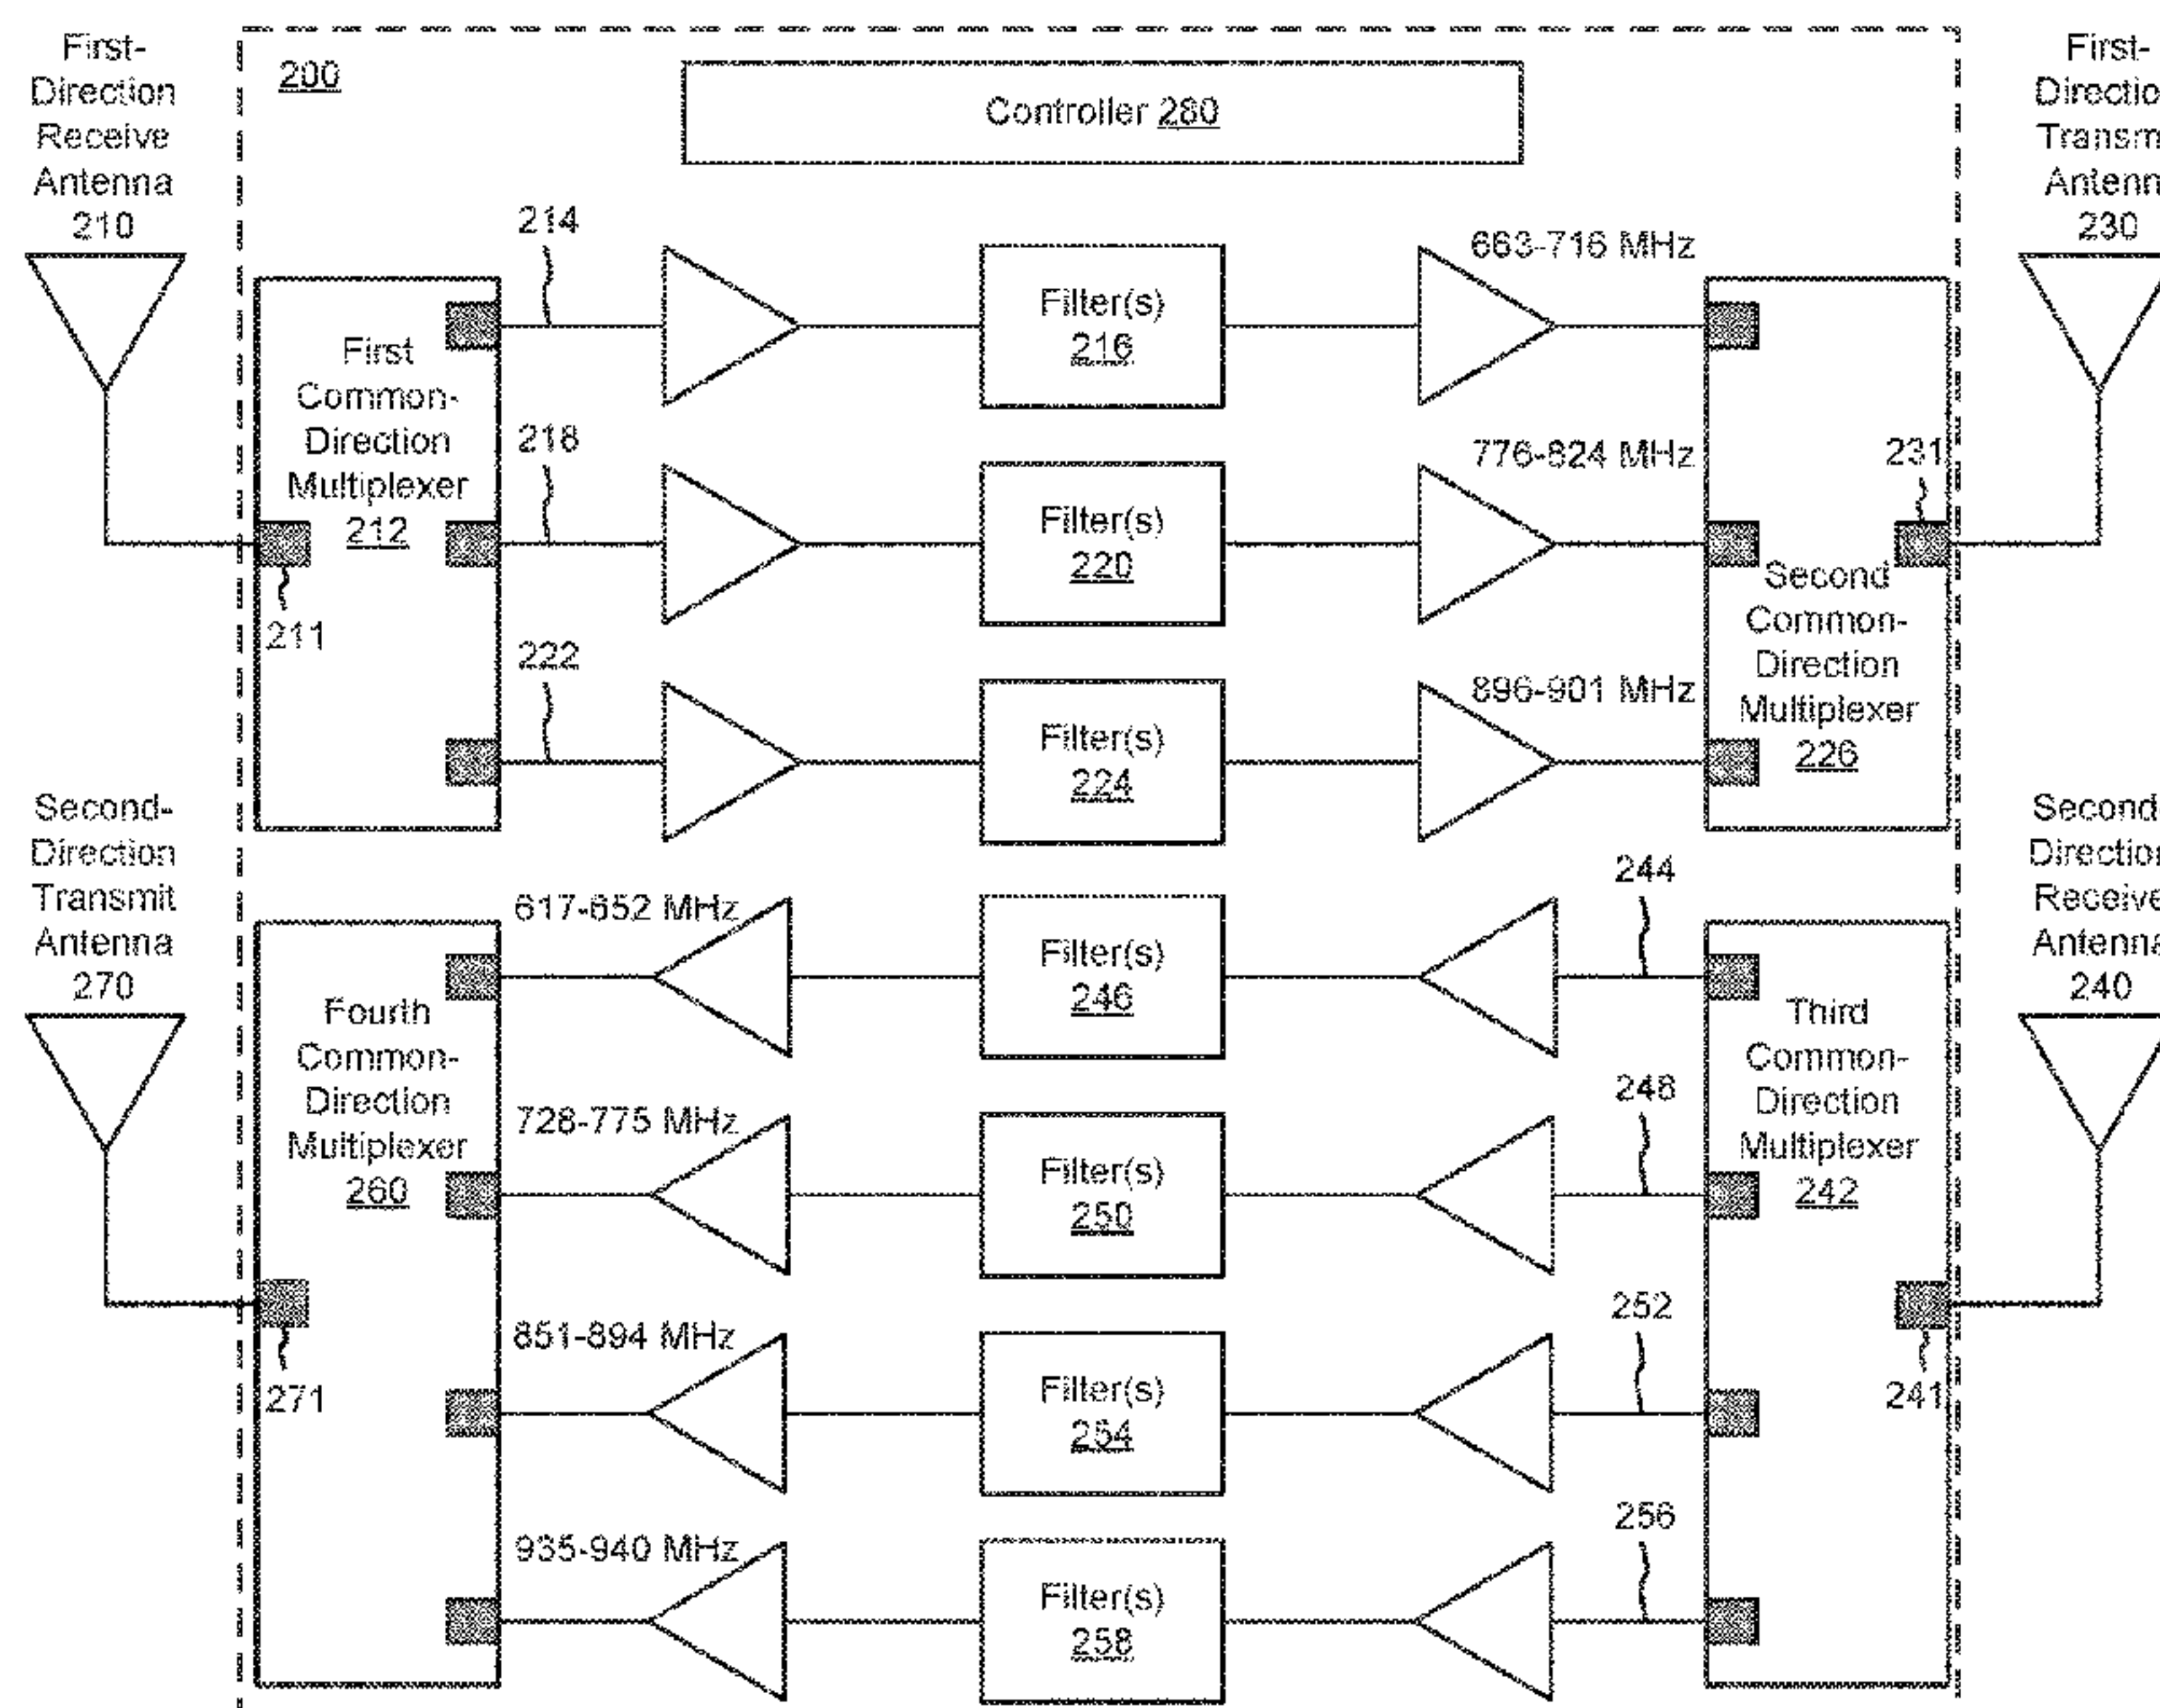 First-
Direction
Receive
Antenna
210
200
Controller 280
First-
Directio
Transm
Antenn
230
214
663-716 MHz
Filter(s)
216
First
Common-
Direction
Multiplexer
212
218
776-824 MHz
231
Filter(s)
220
211
Second
Common-
Direction
Multiplexer
226
222
896-901 MHz
Filter(s)
224
Second-
Direction
Transmit
Antenna
270
Second-
Direction
Receive
Antenna
240
617-652 MHz
244
Filter(s)
246
Fourth
Common-
Direction
Multiplexer
260
Third
Common-
Direction
Multiplexer
242
728-775 MHz
248
Filter(s)
250
271
851-894 MHz
252
241
Filter(s)
254
935-940 MHz
256
Filter(s)
258